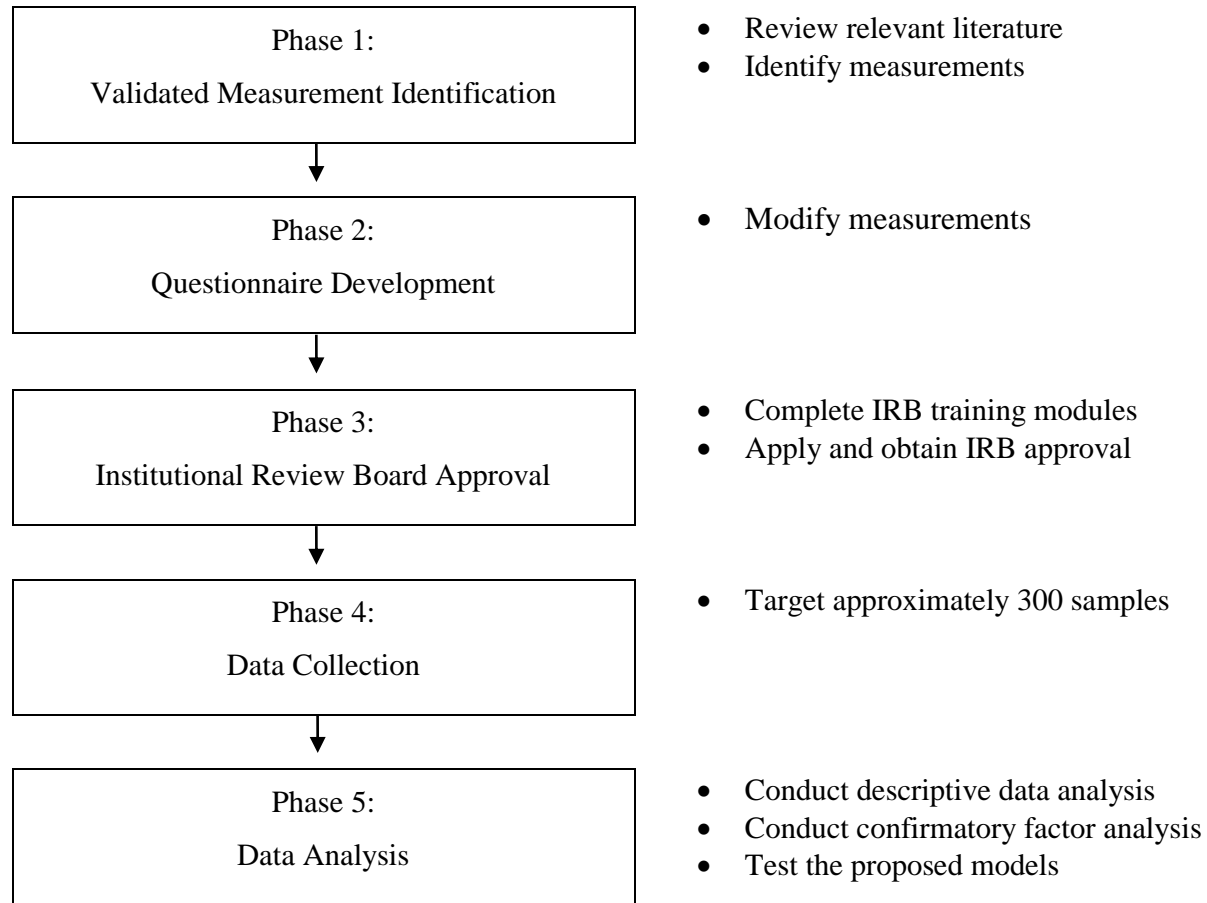 Phase 1:
Validated Measurement Identification
• Review relevant literature
• Identify measurements
Phase 2:
Questionnaire Development
• Modify measurements
Phase 3:
Institutional Review Board Approval
• Complete IRB training modules
• Apply and obtain IRB approval
Phase 4:
Data Collection
• Target approximately 300 samples
Phase 5:
Data Analysis
• Conduct descriptive data analysis
• Conduct confirmatory factor analysis
• Test the proposed models